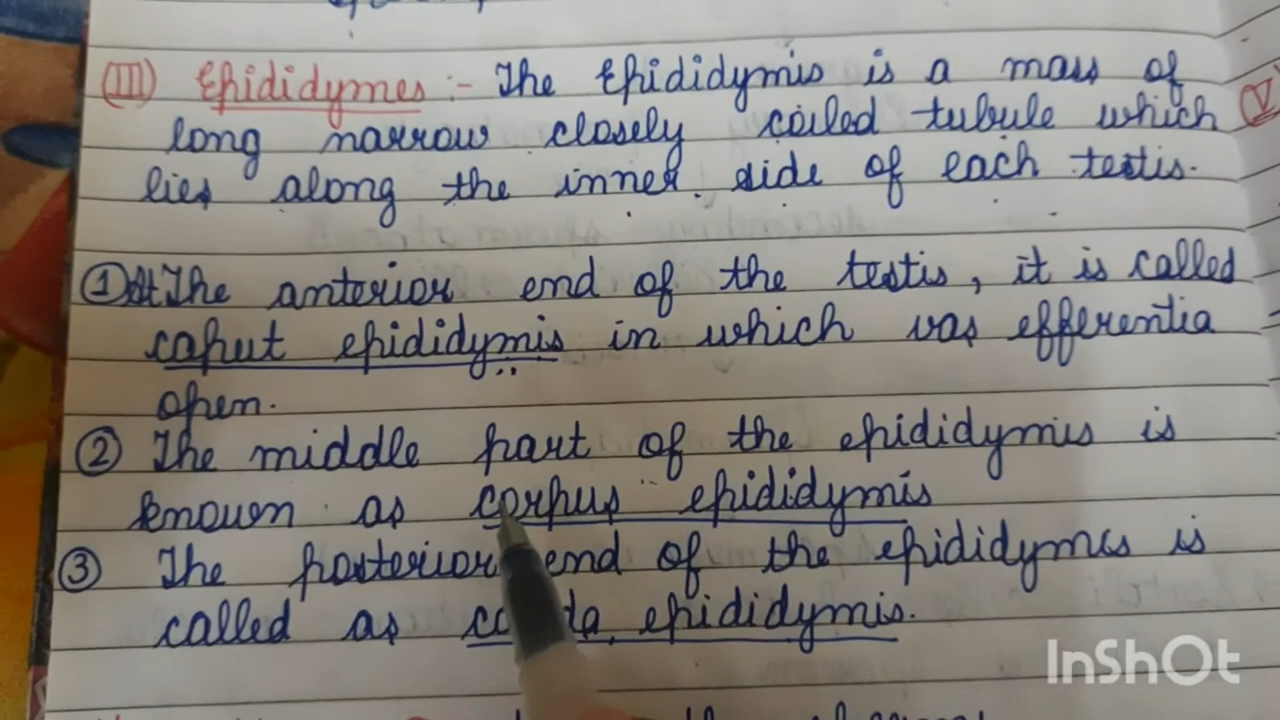 (III) Epididymes :- The Epididymis is a mass of
long narrow closely coiled tubule which
lies along the inner side of each testis.
① At The anterior end of the testis, it is called
caput epididymis in which vas efferentia
open.
② The middle part of the epididymis is
known as corpus epididymis
③ The posterior end of the epididymis is
called as epididymis.
InShOt